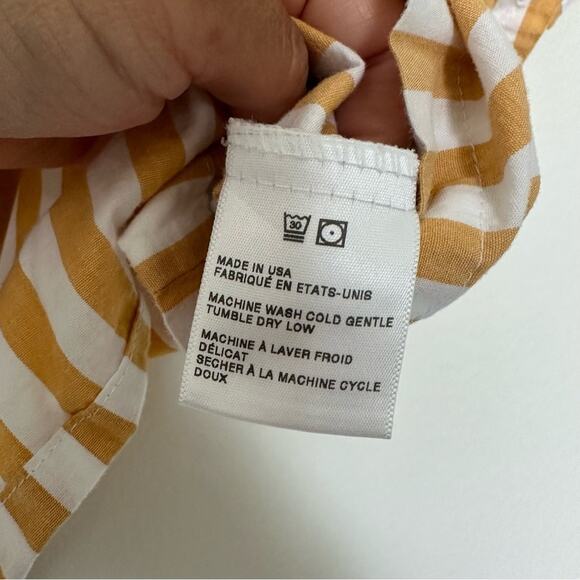 30
MADE IN USA
FABRIQUÉ EN ETATS-UNIS
MACHINE WASH COLD GENTLE
TUMBLE DRY LOW
MACHINE À LAVER FROID
DÉLICAT
SECHER À LA MACHINE CYCLE
DOUX